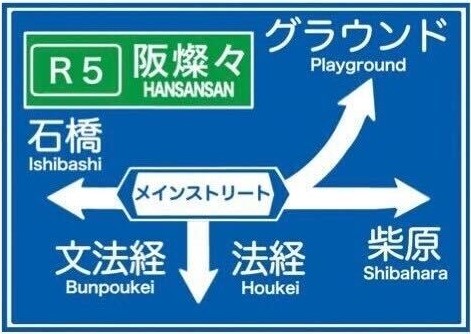 R5
阪燦々
HANSANSAN
グラウンド
Playground
石橋
Ishibashi
メインストリート
文法経
Bunpoukei
法経
Houkei
柴原
Shibahara